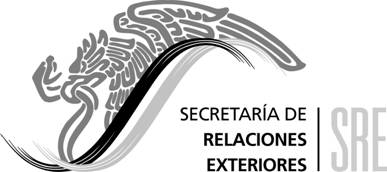 SECRETARÍA DE
RELACIONES
EXTERIORES
SRE